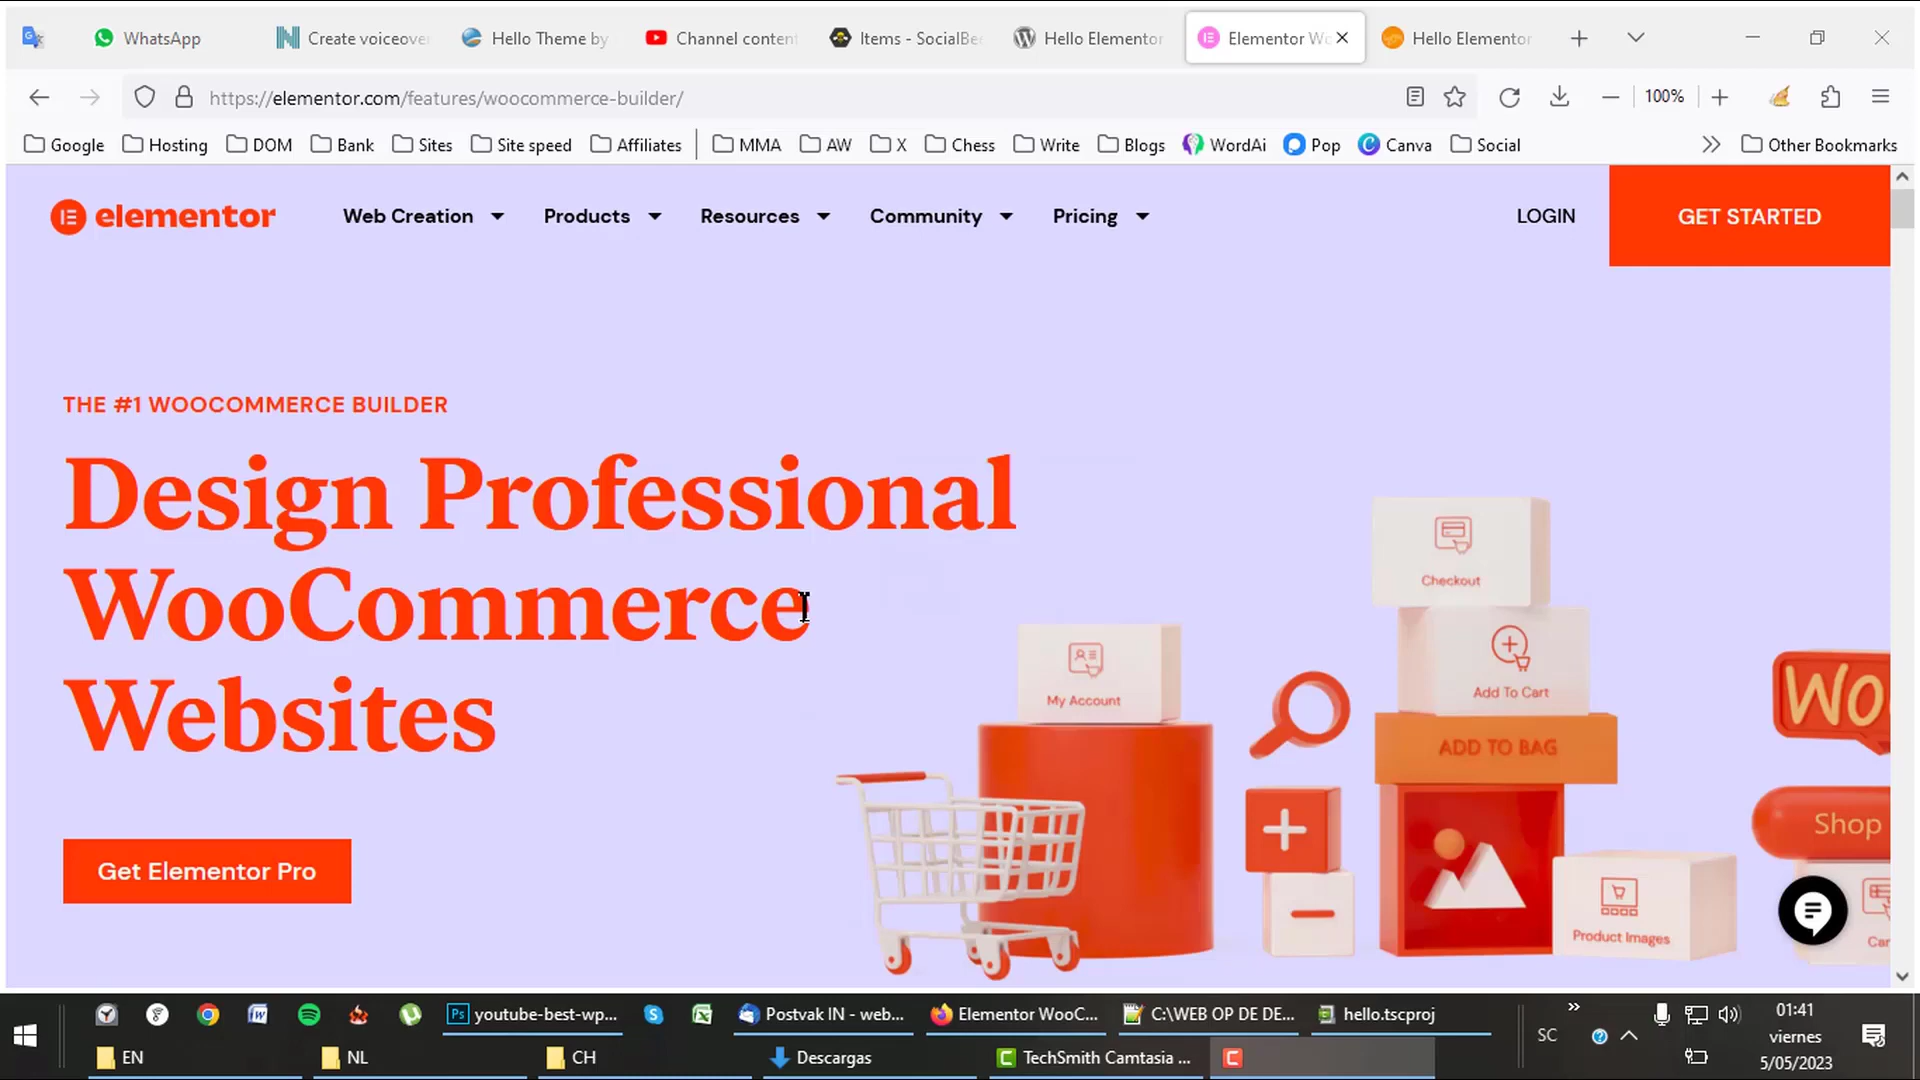 WhatsApp
Create voiceover
Hello Theme by
Channel content
Items - SocialBe
Hello Elementor
Elementor Wo
Hello Elementor
https://elementor.com/features/woocommerce-builder/
100%
Google
Hosting
DOM
Bank
Sites
Site speed
Affiliates
MMA
AW
X
Chess
Write
Blogs
WordAi
Pop
Canva
Social
Other Bookmarks
elementor
Web Creation
Products
Resources
Community
Pricing
LOGIN
GET STARTED
THE #1 WOOCOMMERCE BUILDER
Design Professional
WooCommerce
Websites
Get Elementor Pro
Checkout
My Account
Add To Cart
ADD TO BAG
Wo
Shop
Product Images
Car
Ps
youtube-best-wp...
Postvak IN - web...
Elementor WooC...
C:\WEB OP DE DE...
hello.tscproj
SC
01:41
viernes
5/05/2023
EN
NL
CH
Descargas
TechSmith Camtasia ...